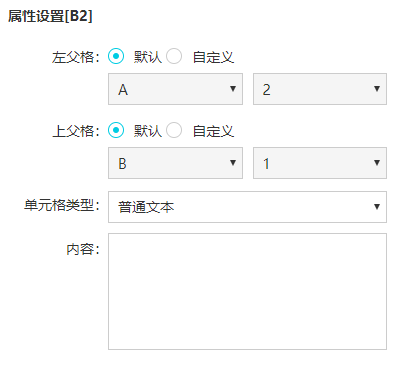 属性设置[B2]
左父格： 默认 自定义
A 2
上父格： 默认 自定义
B 1
单元格类型： 普通文本
内容：